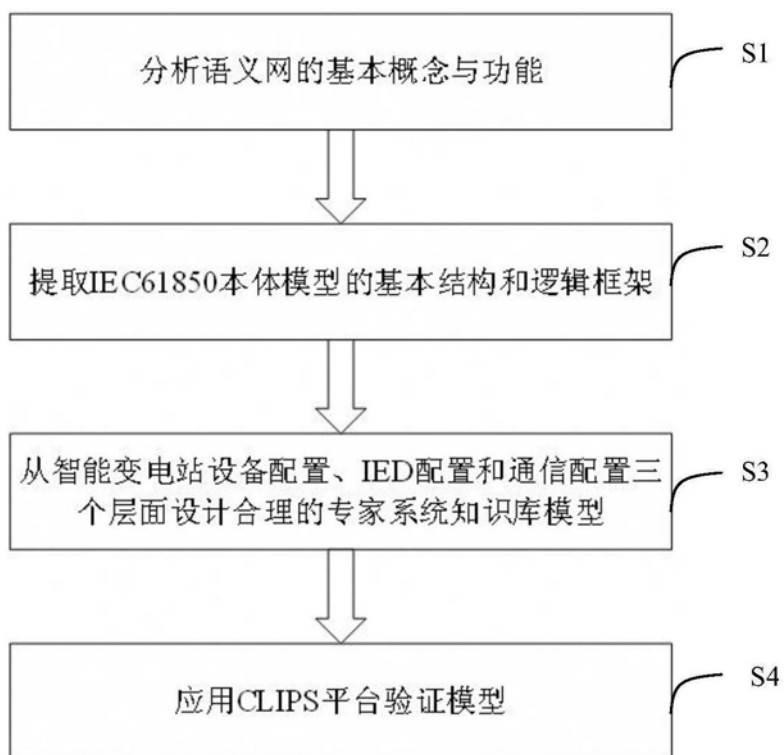 分析语义网的基本概念与功能
S1
提取IEC61850本体模型的基本结构和逻辑框架
S2
从智能变电站设备配置、IED配置和通信配置三
个层面设计合理的专家系统知识库模型
S3
应用CLIPS平台验证模型
S4